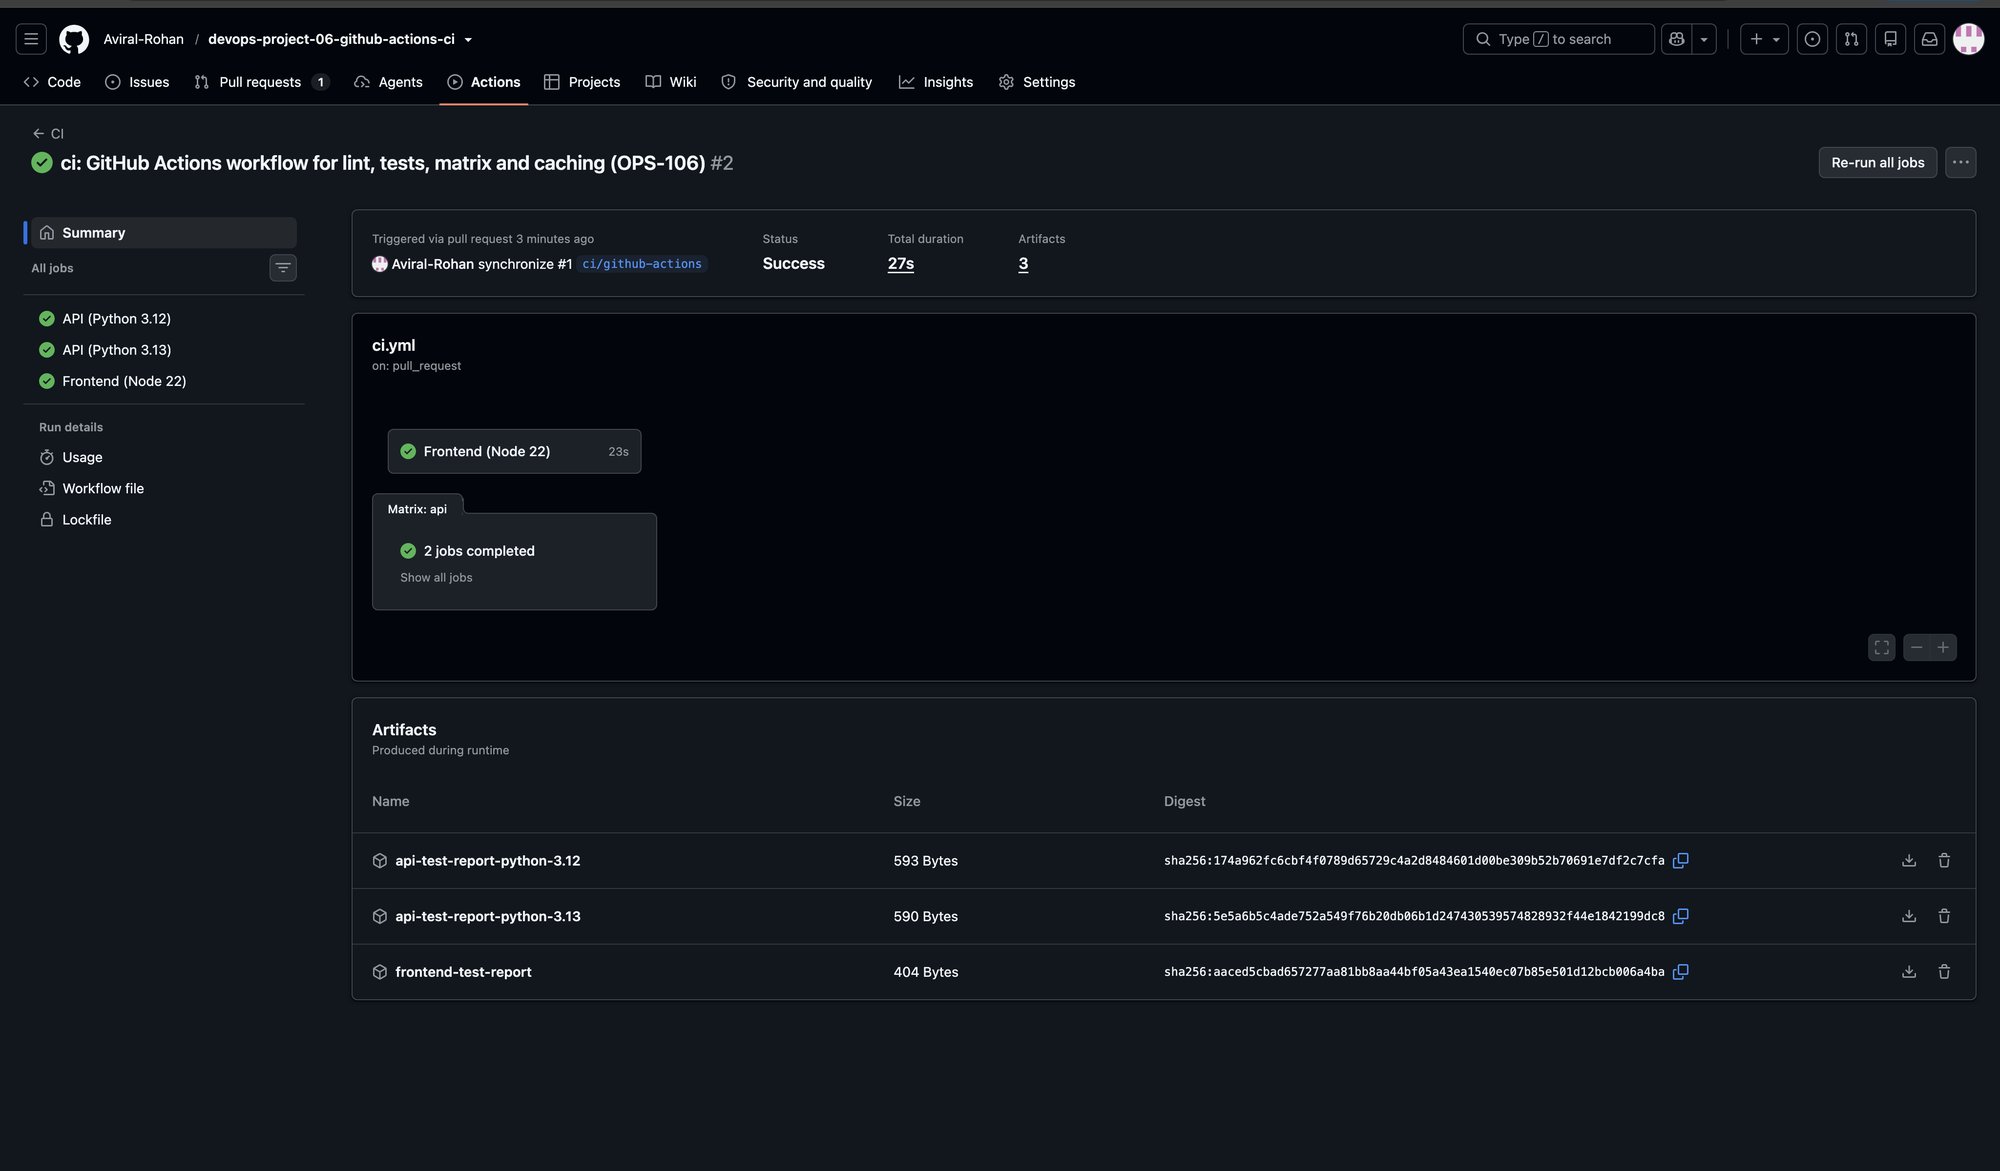 Aviral-Rohan / devops-project-06-github-actions-ci
Type / to search
Code
Issues
Pull requests 1
Agents
Actions
Projects
Wiki
Security and quality
Insights
Settings
CI
ci: GitHub Actions workflow for lint, tests, matrix and caching (OPS-106) #2
Re-run all jobs
Summary
All jobs
API (Python 3.12)
API (Python 3.13)
Frontend (Node 22)
Run details
Usage
Workflow file
Lockfile
Triggered via pull request 3 minutes ago
Aviral-Rohan synchronize #1 ci/github-actions
Status
Success
Total duration
27s
Artifacts
3
ci.yml
on: pull_request
Frontend (Node 22) 23s
Matrix: api
2 jobs completed
Show all jobs
Artifacts
Produced during runtime
Name Size Digest
api-test-report-python-3.12 593 Bytes sha256:174a962fc6cbf4f0789d65729c4a2d8484601d00be309b52b70691e7df2c7cfa
api-test-report-python-3.13 590 Bytes sha256:5e5a6b5c4ade752a549f76b20db06b1d247430539574828932f44e1842199dc8
frontend-test-report 404 Bytes sha256:aaced5cbad657277aa81bb8aa44bf05a43ea1540ec07b85e501d12bcb006a4ba